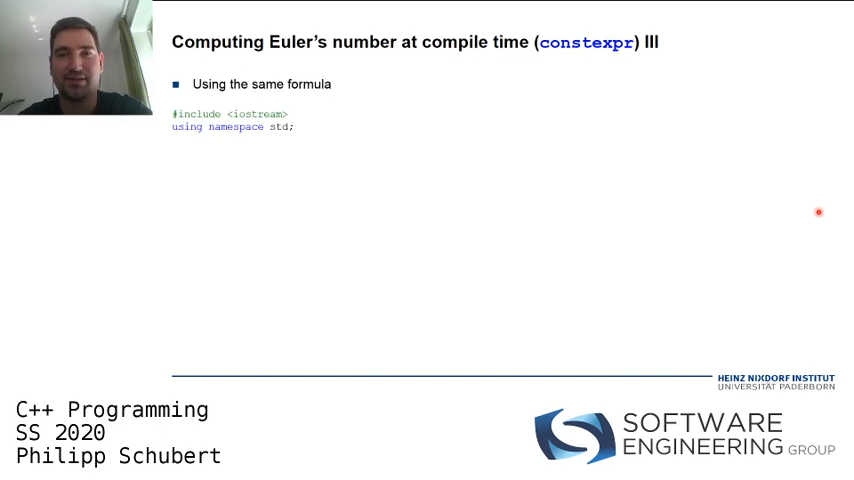 Computing Euler's number at compile time (constexpr) III
Using the same formula
#include <iostream>
using namespace std;
HEINZ NIXDORF INSTITUT
UNIVERSITÄT PADERBORN
C++ Programming
SS 2020
Philipp Schubert
SOFTWARE
ENGINEERING GROUP